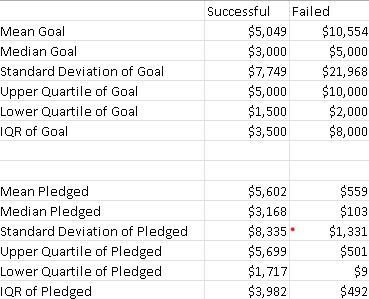 Successful Failed
Mean Goal $5,049 $10,554
Median Goal $3,000 $5,000
Standard Deviation of Goal $7,749 $21,968
Upper Quartile of Goal $5,000 $10,000
Lower Quartile of Goal $1,500 $2,000
IQR of Goal $3,500 $8,000
Mean Pledged $5,602 $559
Median Pledged $3,168 $103
Standard Deviation of Pledged $8,335 $1,331
Upper Quartile of Pledged $5,699 $501
Lower Quartile of Pledged $1,717 $9
IQR of Pledged $3,982 $492